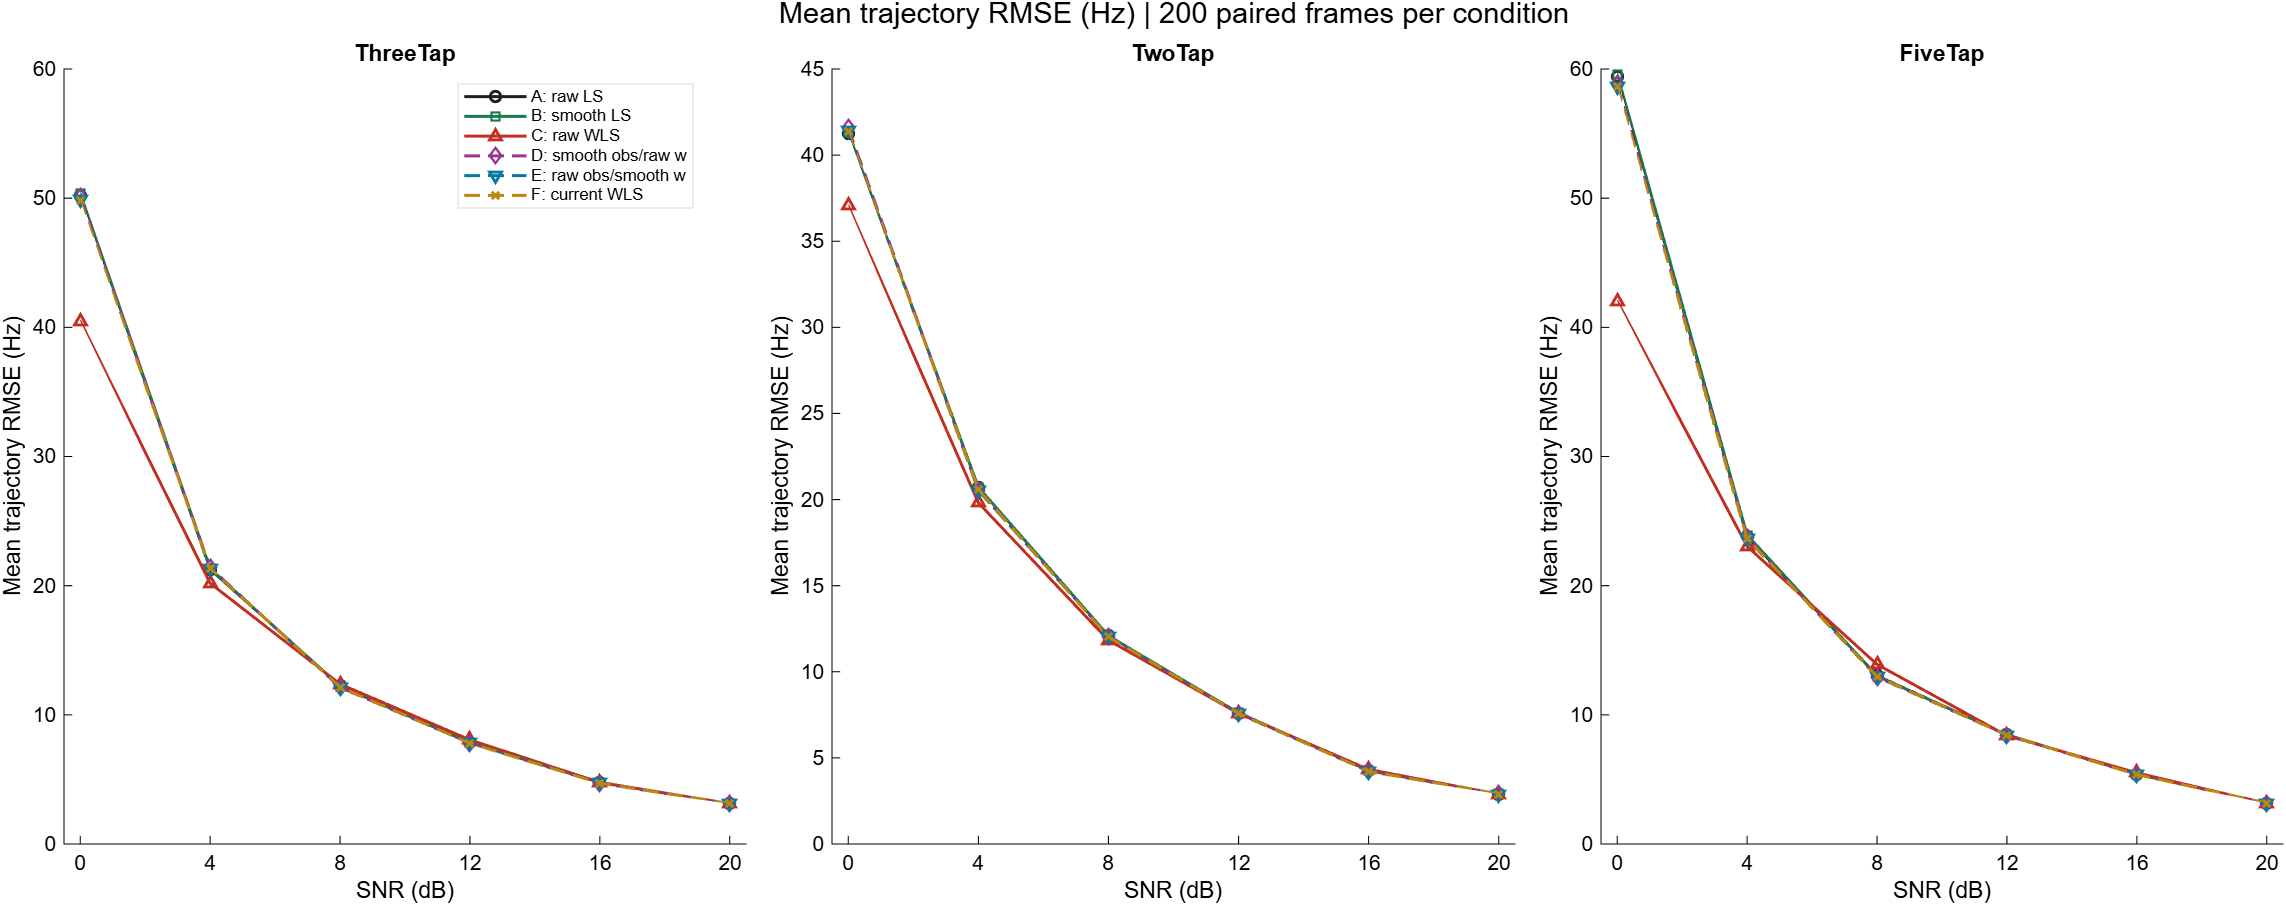 Mean trajectory RMSE (Hz) | 200 paired frames per condition
ThreeTap
60
50
40
30
20
10
0
0 4 8 12 16 20
SNR (dB)
Mean trajectory RMSE (Hz)
A: raw LS
B: smooth LS
C: raw WLS
D: smooth obs/raw w
E: raw obs/smooth w
F: current WLS
TwoTap
45
40
35
30
25
20
15
10
5
0
0 4 8 12 16 20
SNR (dB)
Mean trajectory RMSE (Hz)
FiveTap
60
50
40
30
20
10
0
0 4 8 12 16 20
SNR (dB)
Mean trajectory RMSE (Hz)